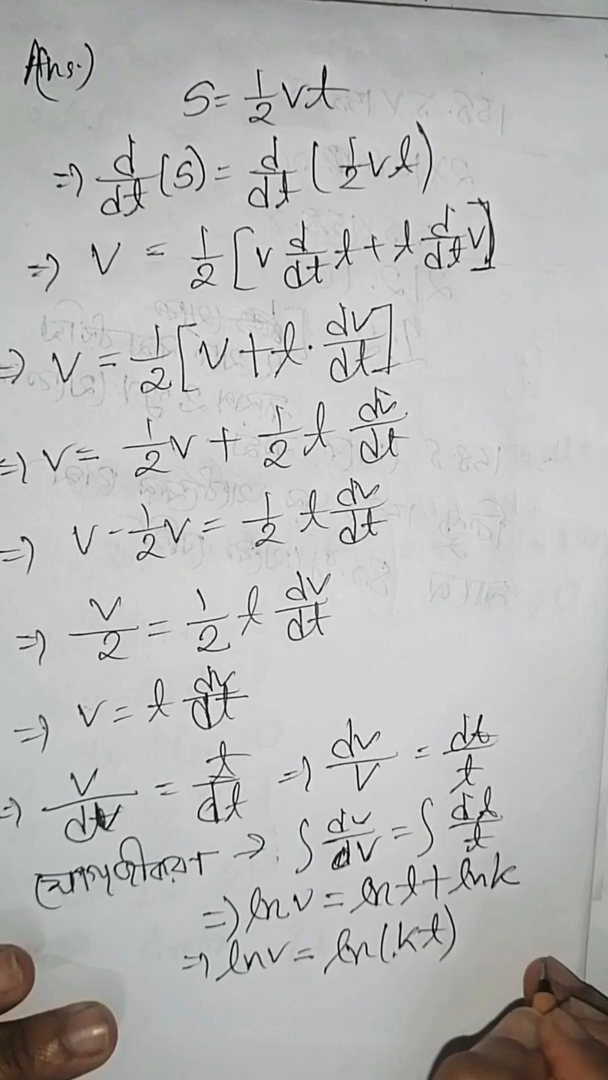 Ans.)
S = 1/2 vt
⇒ d/dt (S) = d/dt (1/2 vt)
⇒ v = 1/2 [v d/dt t + t d/dt v]
⇒ v = 1/2 [v + t · dv/dt]
⇒ v = 1/2 v + 1/2 t dv/dt
⇒ v - 1/2 v = 1/2 t dv/dt
⇒ v/2 = 1/2 t dv/dt
⇒ v = t dv/dt
⇒ v/dv = t/dt ⇒ dv/v = dt/t
→ ∫ dv/dv = ∫ dt/t
⇒ ln v = ln t + ln k
⇒ ln v = ln (kt)